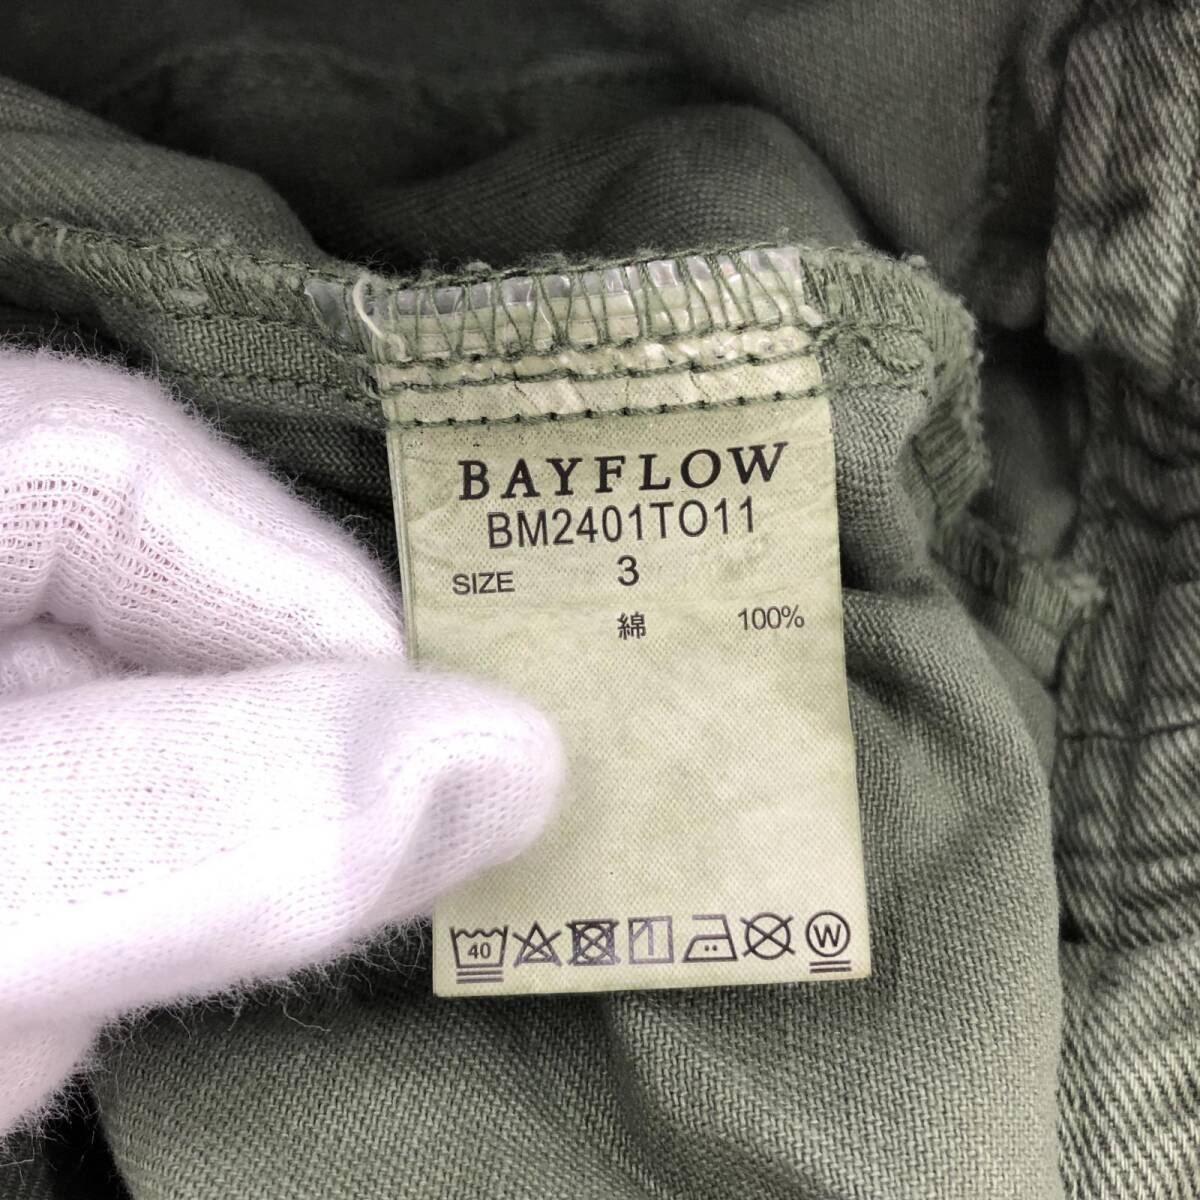 BAYFLOW
BM2401TO11
SIZE 3
綿 100%
40 W